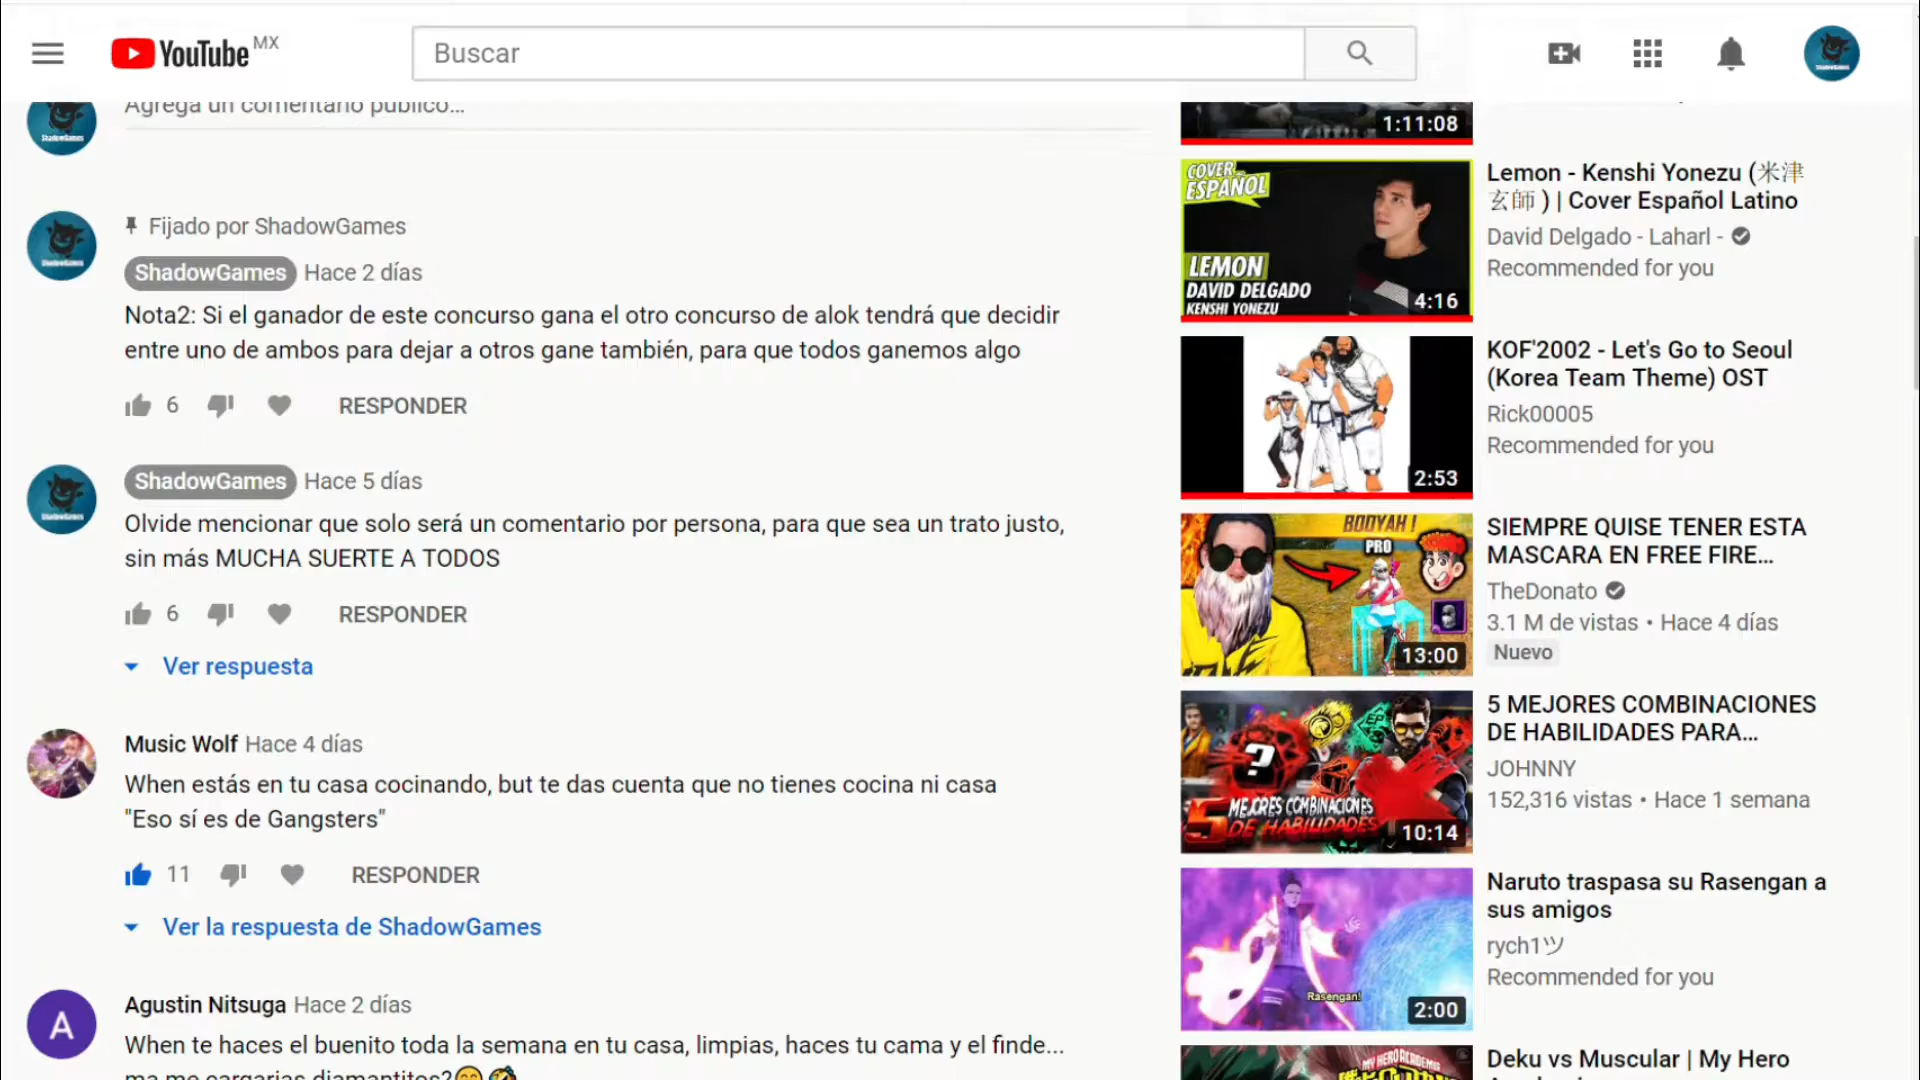 YouTube MX
Buscar
ShadowGames
Agrega un comentario público...
ShadowGames
Fijado por ShadowGames
ShadowGames Hace 2 días
Nota2: Si el ganador de este concurso gana el otro concurso de alok tendrá que decidir
entre uno de ambos para dejar a otros gane también, para que todos ganemos algo
6 RESPONDER
ShadowGames Hace 5 días
Olvide mencionar que solo será un comentario por persona, para que sea un trato justo,
sin más MUCHA SUERTE A TODOS
6 RESPONDER
Ver respuesta
Music Wolf Hace 4 días
When estás en tu casa cocinando, but te das cuenta que no tienes cocina ni casa
"Eso sí es de Gangsters"
11 RESPONDER
Ver la respuesta de ShadowGames
A
Agustin Nitsuga Hace 2 días
When te haces el buenito toda la semana en tu casa, limpias, haces tu cama y el finde...
ma me cargarias diamantitos?
1:11:08
COVER
ESPAÑOL
LEMON
DAVID DELGADO
KENSHI YONEZU
4:16
Lemon - Kenshi Yonezu (米津
玄師 ) | Cover Español Latino
David Delgado - Laharl -
Recommended for you
2:53
KOF'2002 - Let's Go to Seoul
(Korea Team Theme) OST
Rick00005
Recommended for you
BOOYAH !
PRO
13:00
SIEMPRE QUISE TENER ESTA
MASCARA EN FREE FIRE...
TheDonato
3.1 M de vistas • Hace 4 días
Nuevo
EP
?
5 MEJORES COMBINACIONES
DE HABILIDADES
10:14
5 MEJORES COMBINACIONES
DE HABILIDADES PARA...
JOHNNY
152,316 vistas • Hace 1 semana
Rasengan!
2:00
Naruto traspasa su Rasengan a
sus amigos
rych1ツ
Recommended for you
MY HERO ACADEMIA
Deku vs Muscular | My Hero